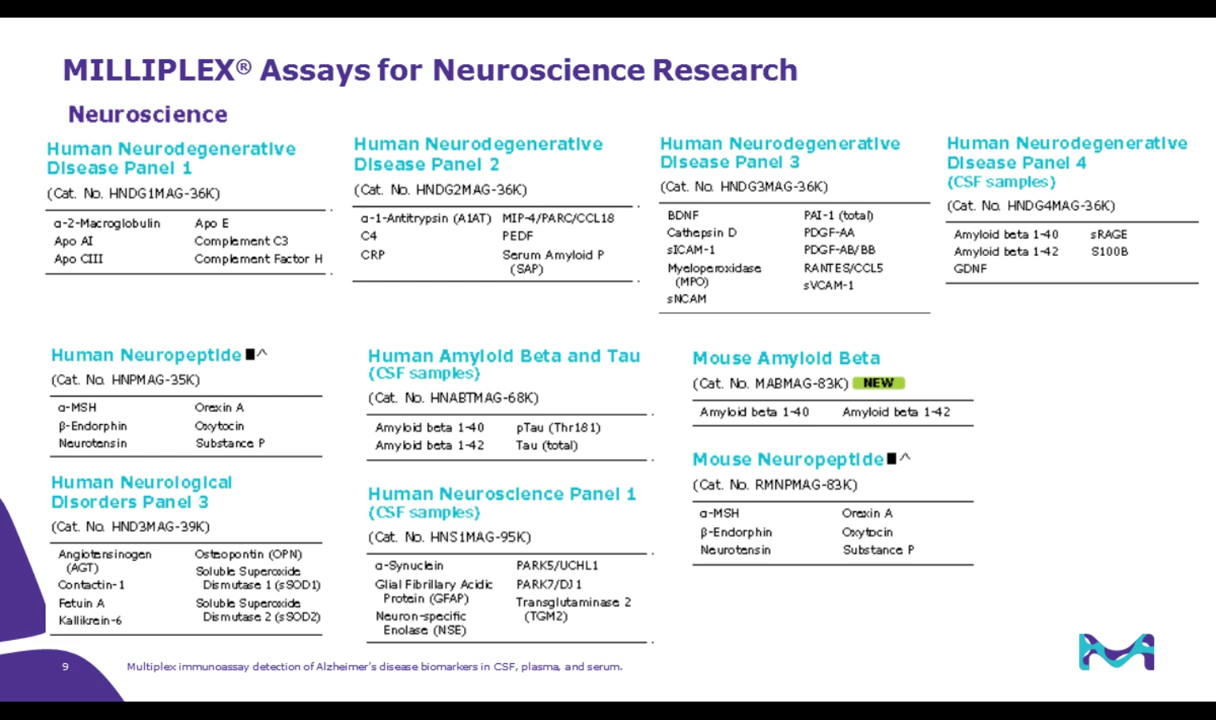 MILLIPLEX® Assays for Neuroscience Research
Neuroscience
Human Neurodegenerative
Disease Panel 1
(Cat. No. HNDG1MAG-36K)
α-2-Macroglobulin Apo E
Apo AI Complement C3
Apo CIII Complement Factor H
Human Neurodegenerative
Disease Panel 2
(Cat. No. HNDG2MAG-36K)
α-1-Antitrypsin (A1AT) MIP-4/PARC/CCL18
C4 PEDF
CRP Serum Amyloid P
(SAP)
Human Neurodegenerative
Disease Panel 3
(Cat. No. HNDG3MAG-36K)
BDNF PAI-1 (total)
Cathepsin D PDGF-AA
sICAM-1 PDGF-AB/BB
Myeloperoxidase RANTES/CCL5
(MPO) sVCAM-1
sNCAM
Human Neurodegenerative
Disease Panel 4
(CSF samples)
(Cat. No. HNDG4MAG-36K)
Amyloid beta 1-40 sRAGE
Amyloid beta 1-42 S100B
GDNF
Human Neuropeptide ■^
(Cat. No. HNPMAG-35K)
α-MSH Orexin A
β-Endorphin Oxytocin
Neurotensin Substance P
Human Amyloid Beta and Tau
(CSF samples)
(Cat. No. HNABTMAG-68K)
Amyloid beta 1-40 pTau (Thr181)
Amyloid beta 1-42 Tau (total)
Mouse Amyloid Beta
(Cat. No. MABMAG-83K) NEW
Amyloid beta 1-40 Amyloid beta 1-42
Mouse Neuropeptide ■^
(Cat. No. RMNPMAG-83K)
α-MSH Orexin A
β-Endorphin Oxytocin
Neurotensin Substance P
Human Neurological
Disorders Panel 3
(Cat. No. HND3MAG-39K)
Angiotensinogen Osteopontin (OPN)
(AGT) Soluble Superoxide
Contactin-1 Dismutase 1 (sSOD1)
Fetuin A Soluble Superoxide
Kallikrein-6 Dismutase 2 (sSOD2)
Human Neuroscience Panel 1
(CSF samples)
(Cat. No. HNS1MAG-95K)
α-Synuclein PARK5/UCHL1
Glial Fibrillary Acidic PARK7/DJ1
Protein (GFAP) Transglutaminase 2
Neuron-specific (TGM2)
Enolase (NSE)
9 Multiplex immunoassay detection of Alzheimer's disease biomarkers in CSF, plasma, and serum.